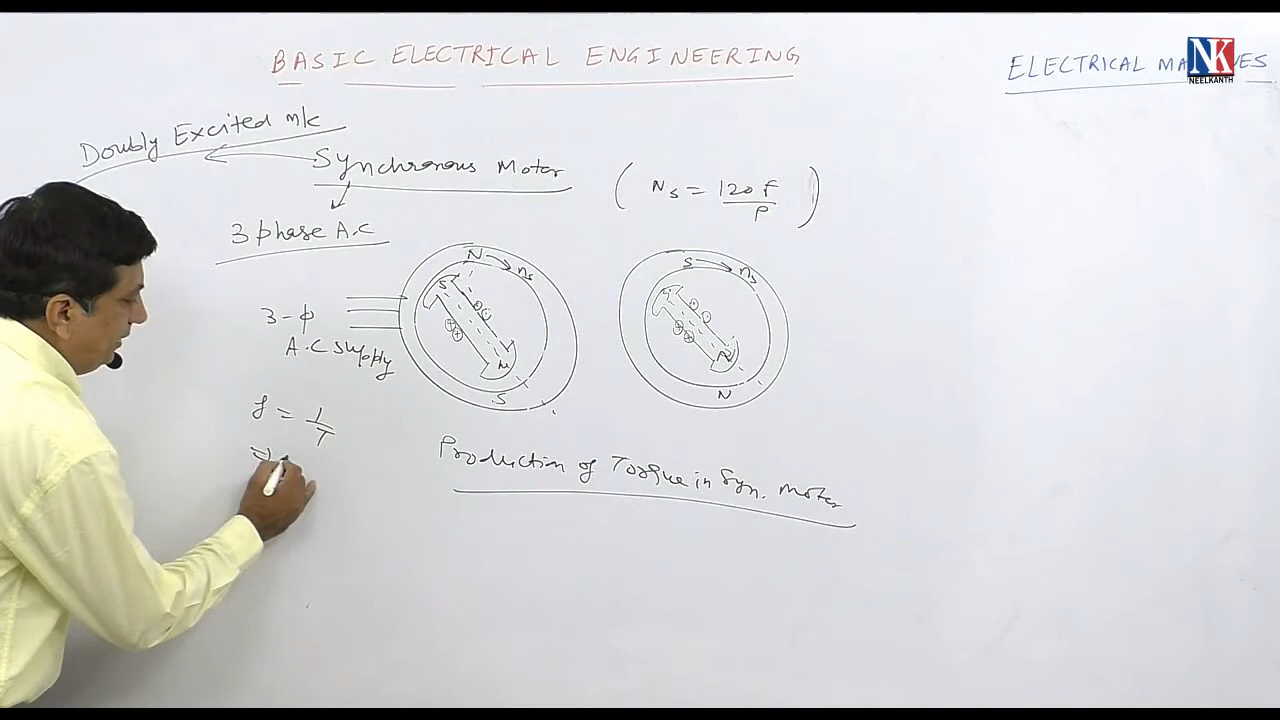 BASIC ELECTRICAL ENGINEERING
ELECTRICAL
NK
NEELKANTH
Doubly Excited m/c
Synchronous Motor
( Ns = 120 F / P )
3 phase A.C
3-φ
A.C supply
N → ns
S
N
S
S → ns
N
N
f = 1/T
Production of Torque in Syn. Motor